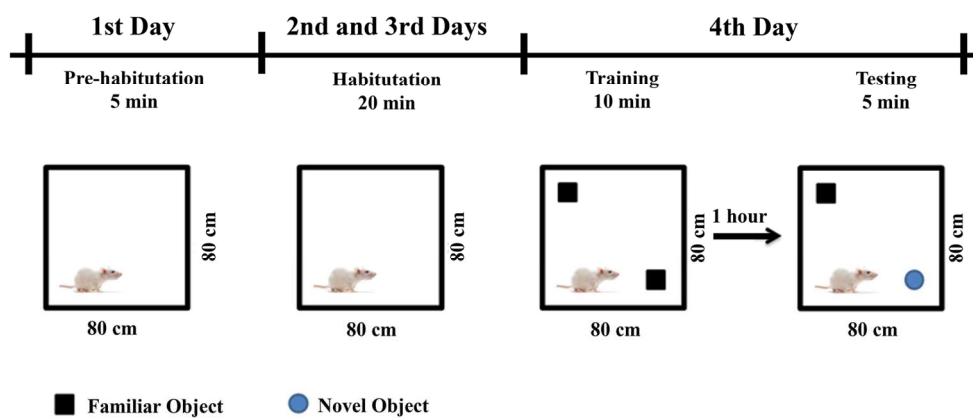 1st Day
2nd and 3rd Days
4th Day
Pre-habitutation
5 min
Habitutation
20 min
Training
10 min
Testing
5 min
80 cm
80 cm
80 cm
1 hour
80 cm
80 cm
80 cm
80 cm
80 cm
Familiar Object
Novel Object